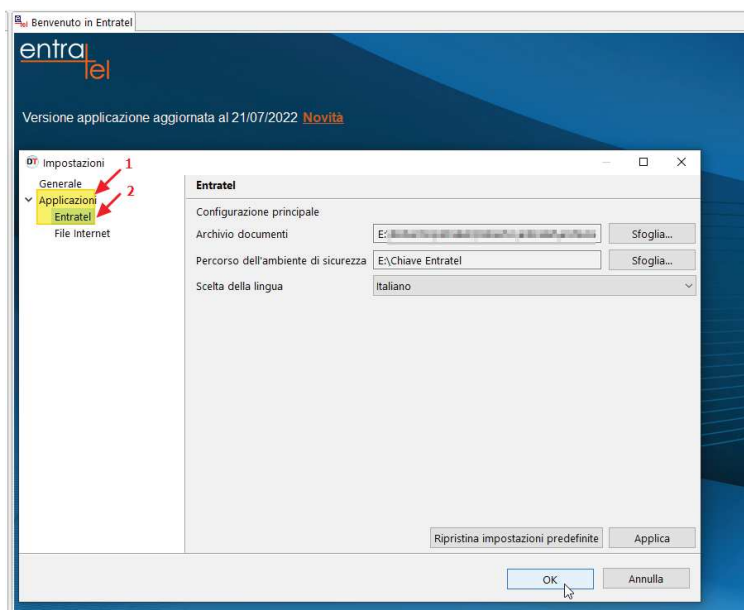 Benvenuto in Entratel
entratel
Versione applicazione aggiornata al 21/07/2022 Novità
Impostazioni
1
Generale
Applicazioni
2
Entratel
File Internet
Entratel
Configurazione principale
Archivio documenti E: Sfoglia...
Percorso dell'ambiente di sicurezza E:\Chiave Entratel Sfoglia...
Scelta della lingua Italiano
Ripristina impostazioni predefinite Applica
OK Annulla